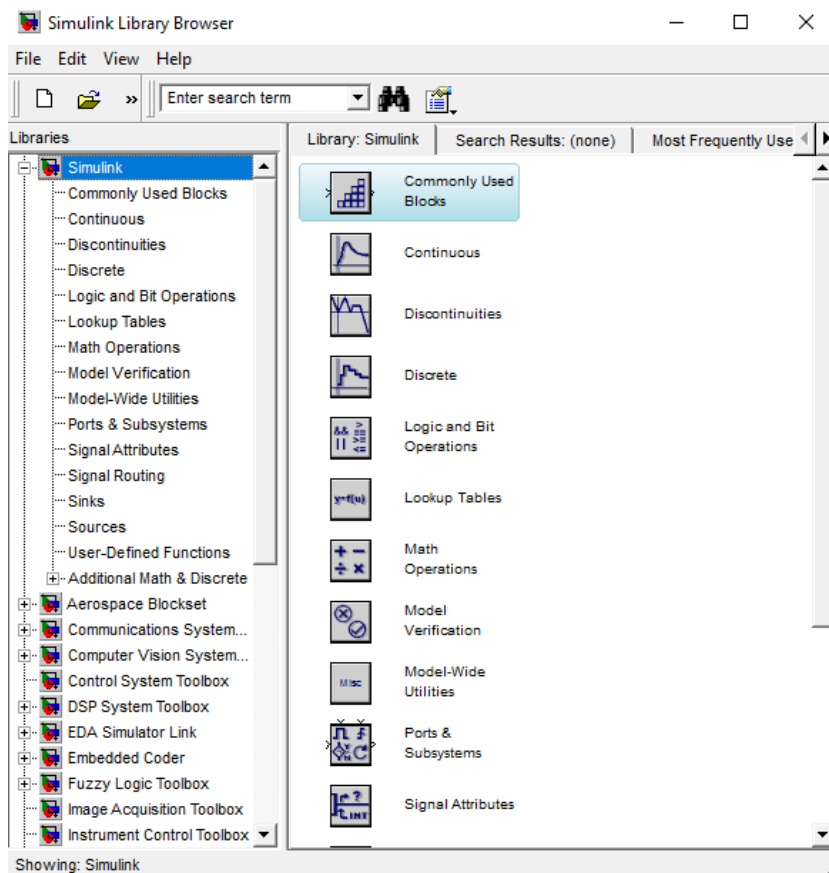 Simulink Library Browser
File Edit View Help
» Enter search term
Libraries
Simulink
Commonly Used Blocks
Continuous
Discontinuities
Discrete
Logic and Bit Operations
Lookup Tables
Math Operations
Model Verification
Model-Wide Utilities
Ports & Subsystems
Signal Attributes
Signal Routing
Sinks
Sources
User-Defined Functions
Additional Math & Discrete
Aerospace Blockset
Communications System...
Computer Vision System...
Control System Toolbox
DSP System Toolbox
EDA Simulator Link
Embedded Coder
Fuzzy Logic Toolbox
Image Acquisition Toolbox
Instrument Control Toolbox
Library: Simulink Search Results: (none) Most Frequently Use
Commonly Used
Blocks
Continuous
Discontinuities
Discrete
&& > ==
|| >= <=
Logic and Bit
Operations
y=f(u)
Lookup Tables
+ −
÷ ×
Math
Operations
Model
Verification
Misc
Model-Wide
Utilities
Ports &
Subsystems
?
INT
Signal Attributes
Showing: Simulink